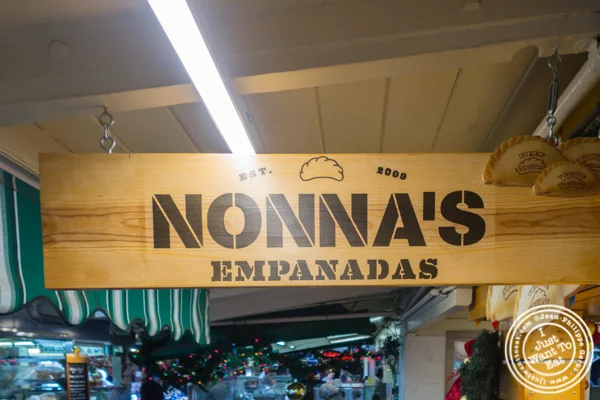 EST. 2009
NONNA'S
EMPANADAS
I
Just
Want To
Eat